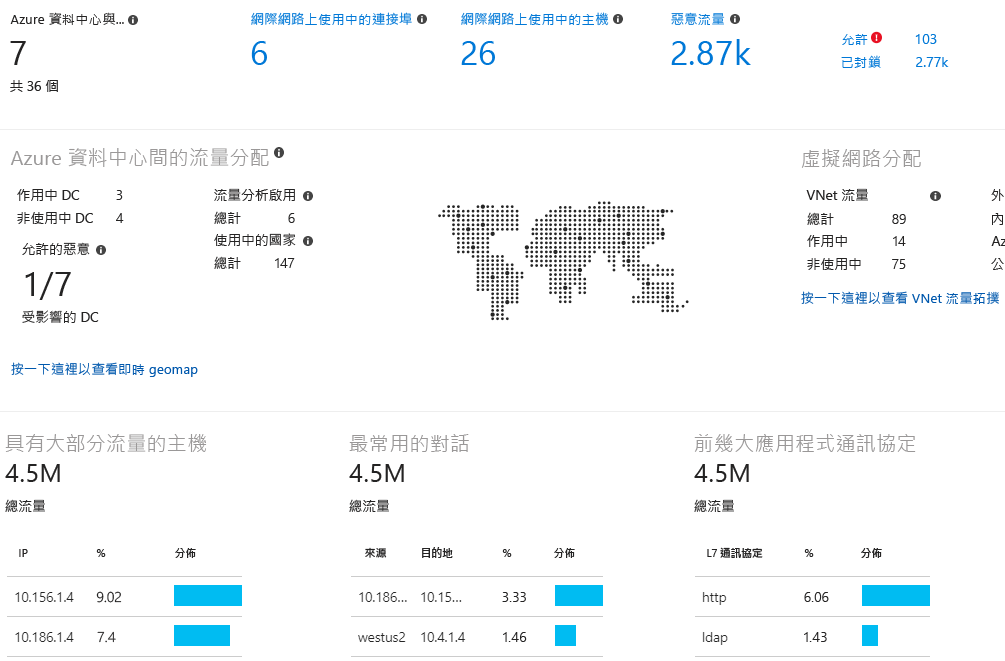 Azure 資料中心與...
7
共 36 個
網際網路上使用中的連接埠
6
網際網路上使用中的主機
26
惡意流量
2.87k
允許 103
已封鎖 2.77k
Azure 資料中心間的流量分配
作用中 DC 3
非使用中 DC 4
允許的惡意
1/7
受影響的 DC
流量分析啟用
總計 6
使用中的國家
總計 147
按一下這裡以查看即時 geomap
虛擬網路分配
VNet 流量
總計 89
作用中 14
非使用中 75
按一下這裡以查看 VNet 流量拓撲
外
內
Az
公
具有大部分流量的主機
4.5M
總流量
IP % 分佈
10.156.1.4 9.02
10.186.1.4 7.4
最常用的對話
4.5M
總流量
來源 目的地 % 分佈
10.186... 10.15... 3.33
westus2 10.4.1.4 1.46
前幾大應用程式通訊協定
4.5M
總流量
L7 通訊協定 % 分佈
http 6.06
ldap 1.43